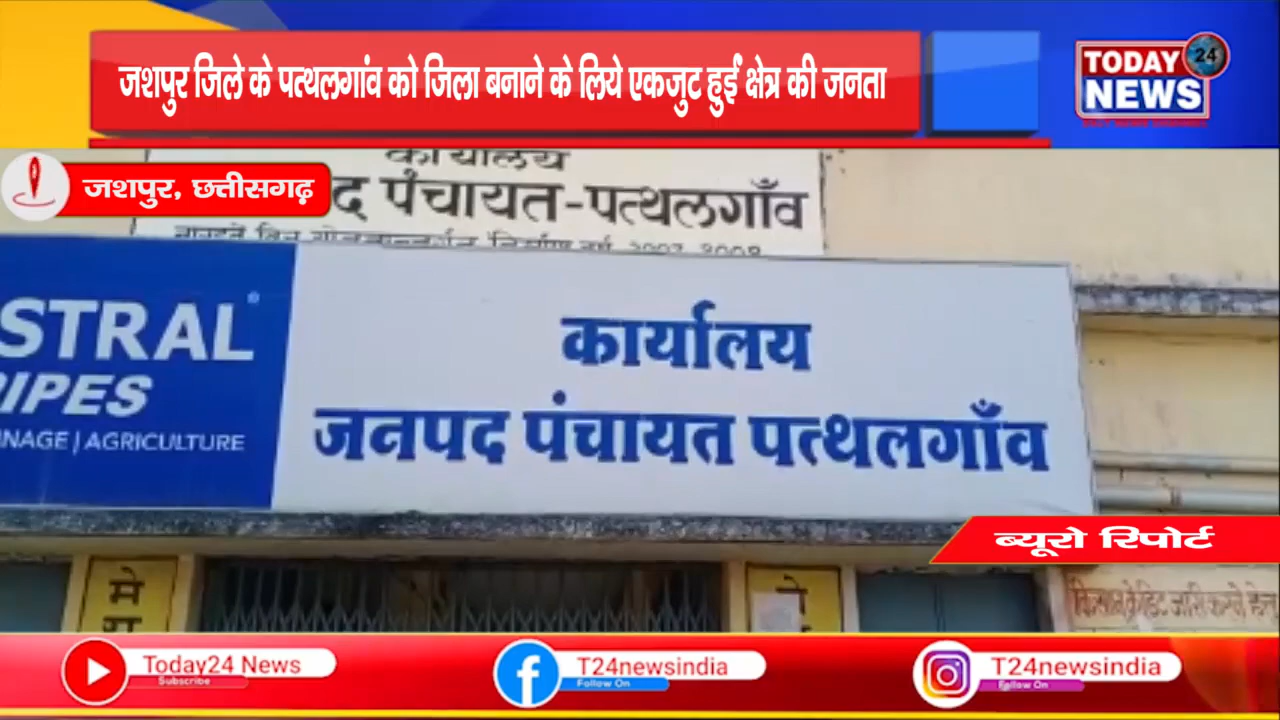 जशपुर जिले के पत्थलगांव को जिला बनाने के लिये एकजुट हुईं क्षेत्र की जनता
TODAY 24
NEWS
जशपुर, छत्तीसगढ़
कार्यालय
द पंचायत-पत्थलगाँव
STRAL®
PIPES
NAGE | AGRICULTURE
कार्यालय
जनपद पंचायत पत्थलगाँव
ब्यूरो रिपोर्ट
मे
Today24 News
Subscribe
T24newsindia
Follow On
T24newsindia
Follow On